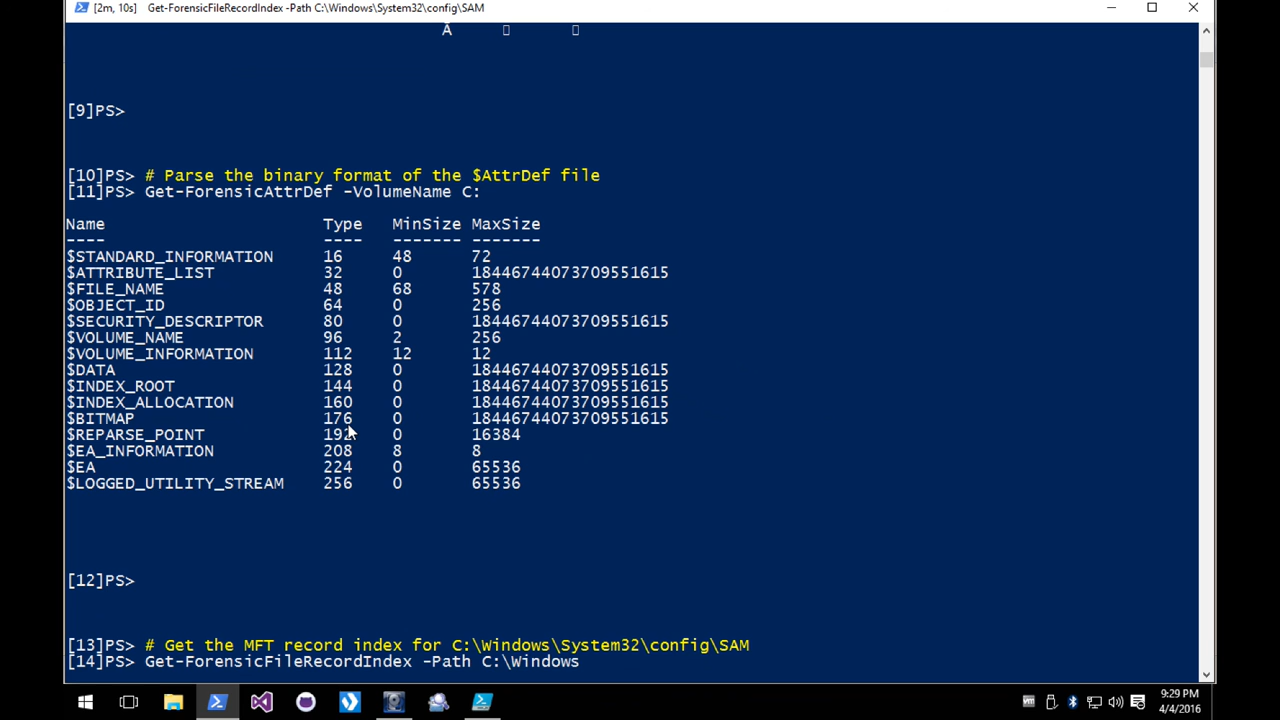 [2m, 10s] Get-ForensicFileRecordIndex -Path C:\Windows\System32\config\SAM
[9]PS>
[10]PS> # Parse the binary format of the $AttrDef file
[11]PS> Get-ForensicAttrDef -VolumeName C:
Name Type MinSize MaxSize
---- ---- ------- -------
$STANDARD_INFORMATION 16 48 72
$ATTRIBUTE_LIST 32 0 18446744073709551615
$FILE_NAME 48 68 578
$OBJECT_ID 64 0 256
$SECURITY_DESCRIPTOR 80 0 18446744073709551615
$VOLUME_NAME 96 2 256
$VOLUME_INFORMATION 112 12 12
$DATA 128 0 18446744073709551615
$INDEX_ROOT 144 0 18446744073709551615
$INDEX_ALLOCATION 160 0 18446744073709551615
$BITMAP 176 0 18446744073709551615
$REPARSE_POINT 192 0 16384
$EA_INFORMATION 208 8 8
$EA 224 0 65536
$LOGGED_UTILITY_STREAM 256 0 65536
[12]PS>
[13]PS> # Get the MFT record index for C:\Windows\System32\config\SAM
[14]PS> Get-ForensicFileRecordIndex -Path C:\Windows
9:29 PM
4/4/2016